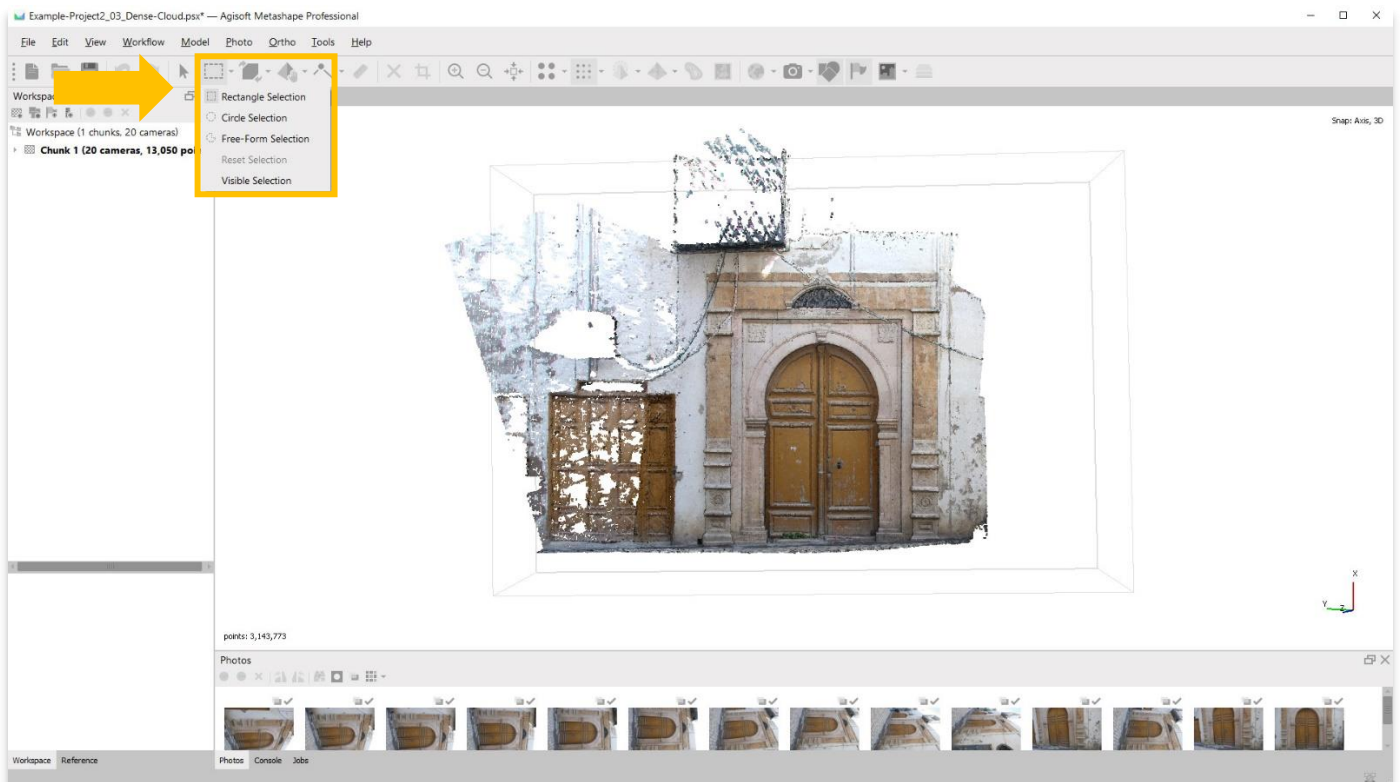 Example-Project2_03_Dense-Cloud.psx* — Agisoft Metashape Professional
File Edit View Workflow Model Photo Ortho Tools Help
Rectangle Selection
Circle Selection
Free-Form Selection
Reset Selection
Visible Selection
Workspace (1 chunks, 20 cameras)
Chunk 1 (20 cameras, 13,050
Snap: Axis, 3D
X
Y
Z
points: 3,143,773
Photos
Workspace Reference
Photos Console Jobs